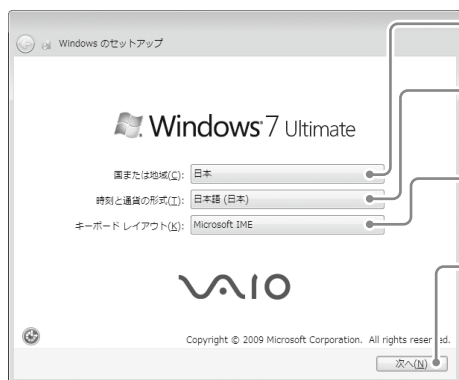 Windows のセットアップ
Windows 7 Ultimate
国または地域(C): 日本
時刻と通貨の形式(T): 日本語 (日本)
キーボード レイアウト(K): Microsoft IME
VAIO
Copyright © 2009 Microsoft Corporation. All rights reserved.
次へ(N)